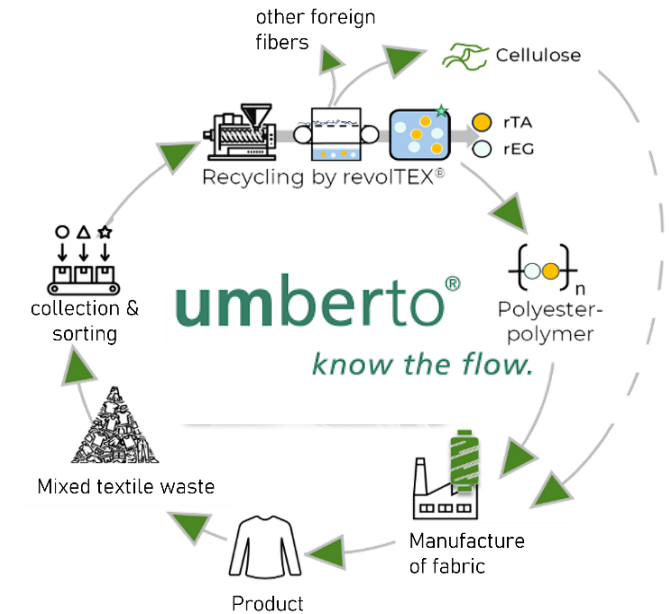 other foreign
fibers
Cellulose
rTA
rEG
Recycling by revolTEX®
collection &
sorting
umberto®
know the flow.
n
Polyester-
polymer
Mixed textile waste
Manufacture
of fabric
Product